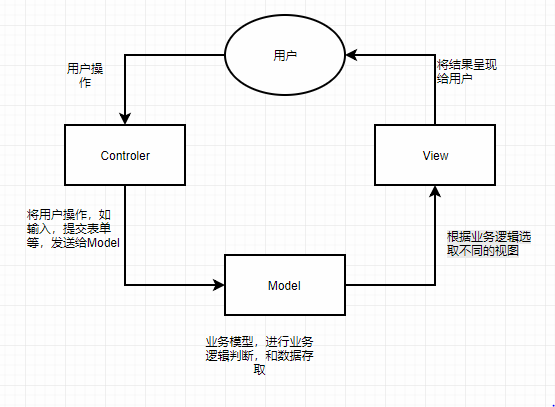 用户
用户操
作
将结果呈现
给用户
Controler
View
将用户操作，如
输入，提交表单
等，发送给Model
根据业务逻辑选
取不同的视图
Model
业务模型，进行业务
逻辑判断，和数据存
取